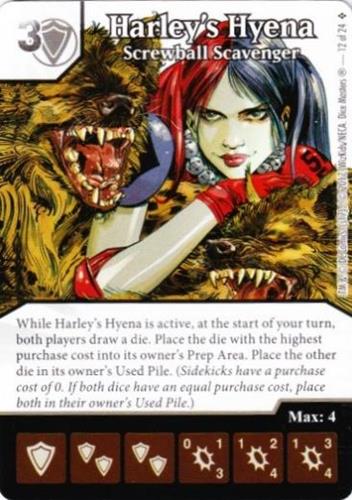 3
Harley's Hyena
Screwball Scavenger
12 of 24
While Harley's Hyena is active, at the start of your turn,
both players draw a die. Place the die with the highest
purchase cost into its owner's Prep Area. Place the other
die in its owner's Used Pile. (Sidekicks have a purchase
cost of 0. If both dice have an equal purchase cost, place
both in their owner's Used Pile.)
Max: 4
0 1 3
1 2 4
1 3 4